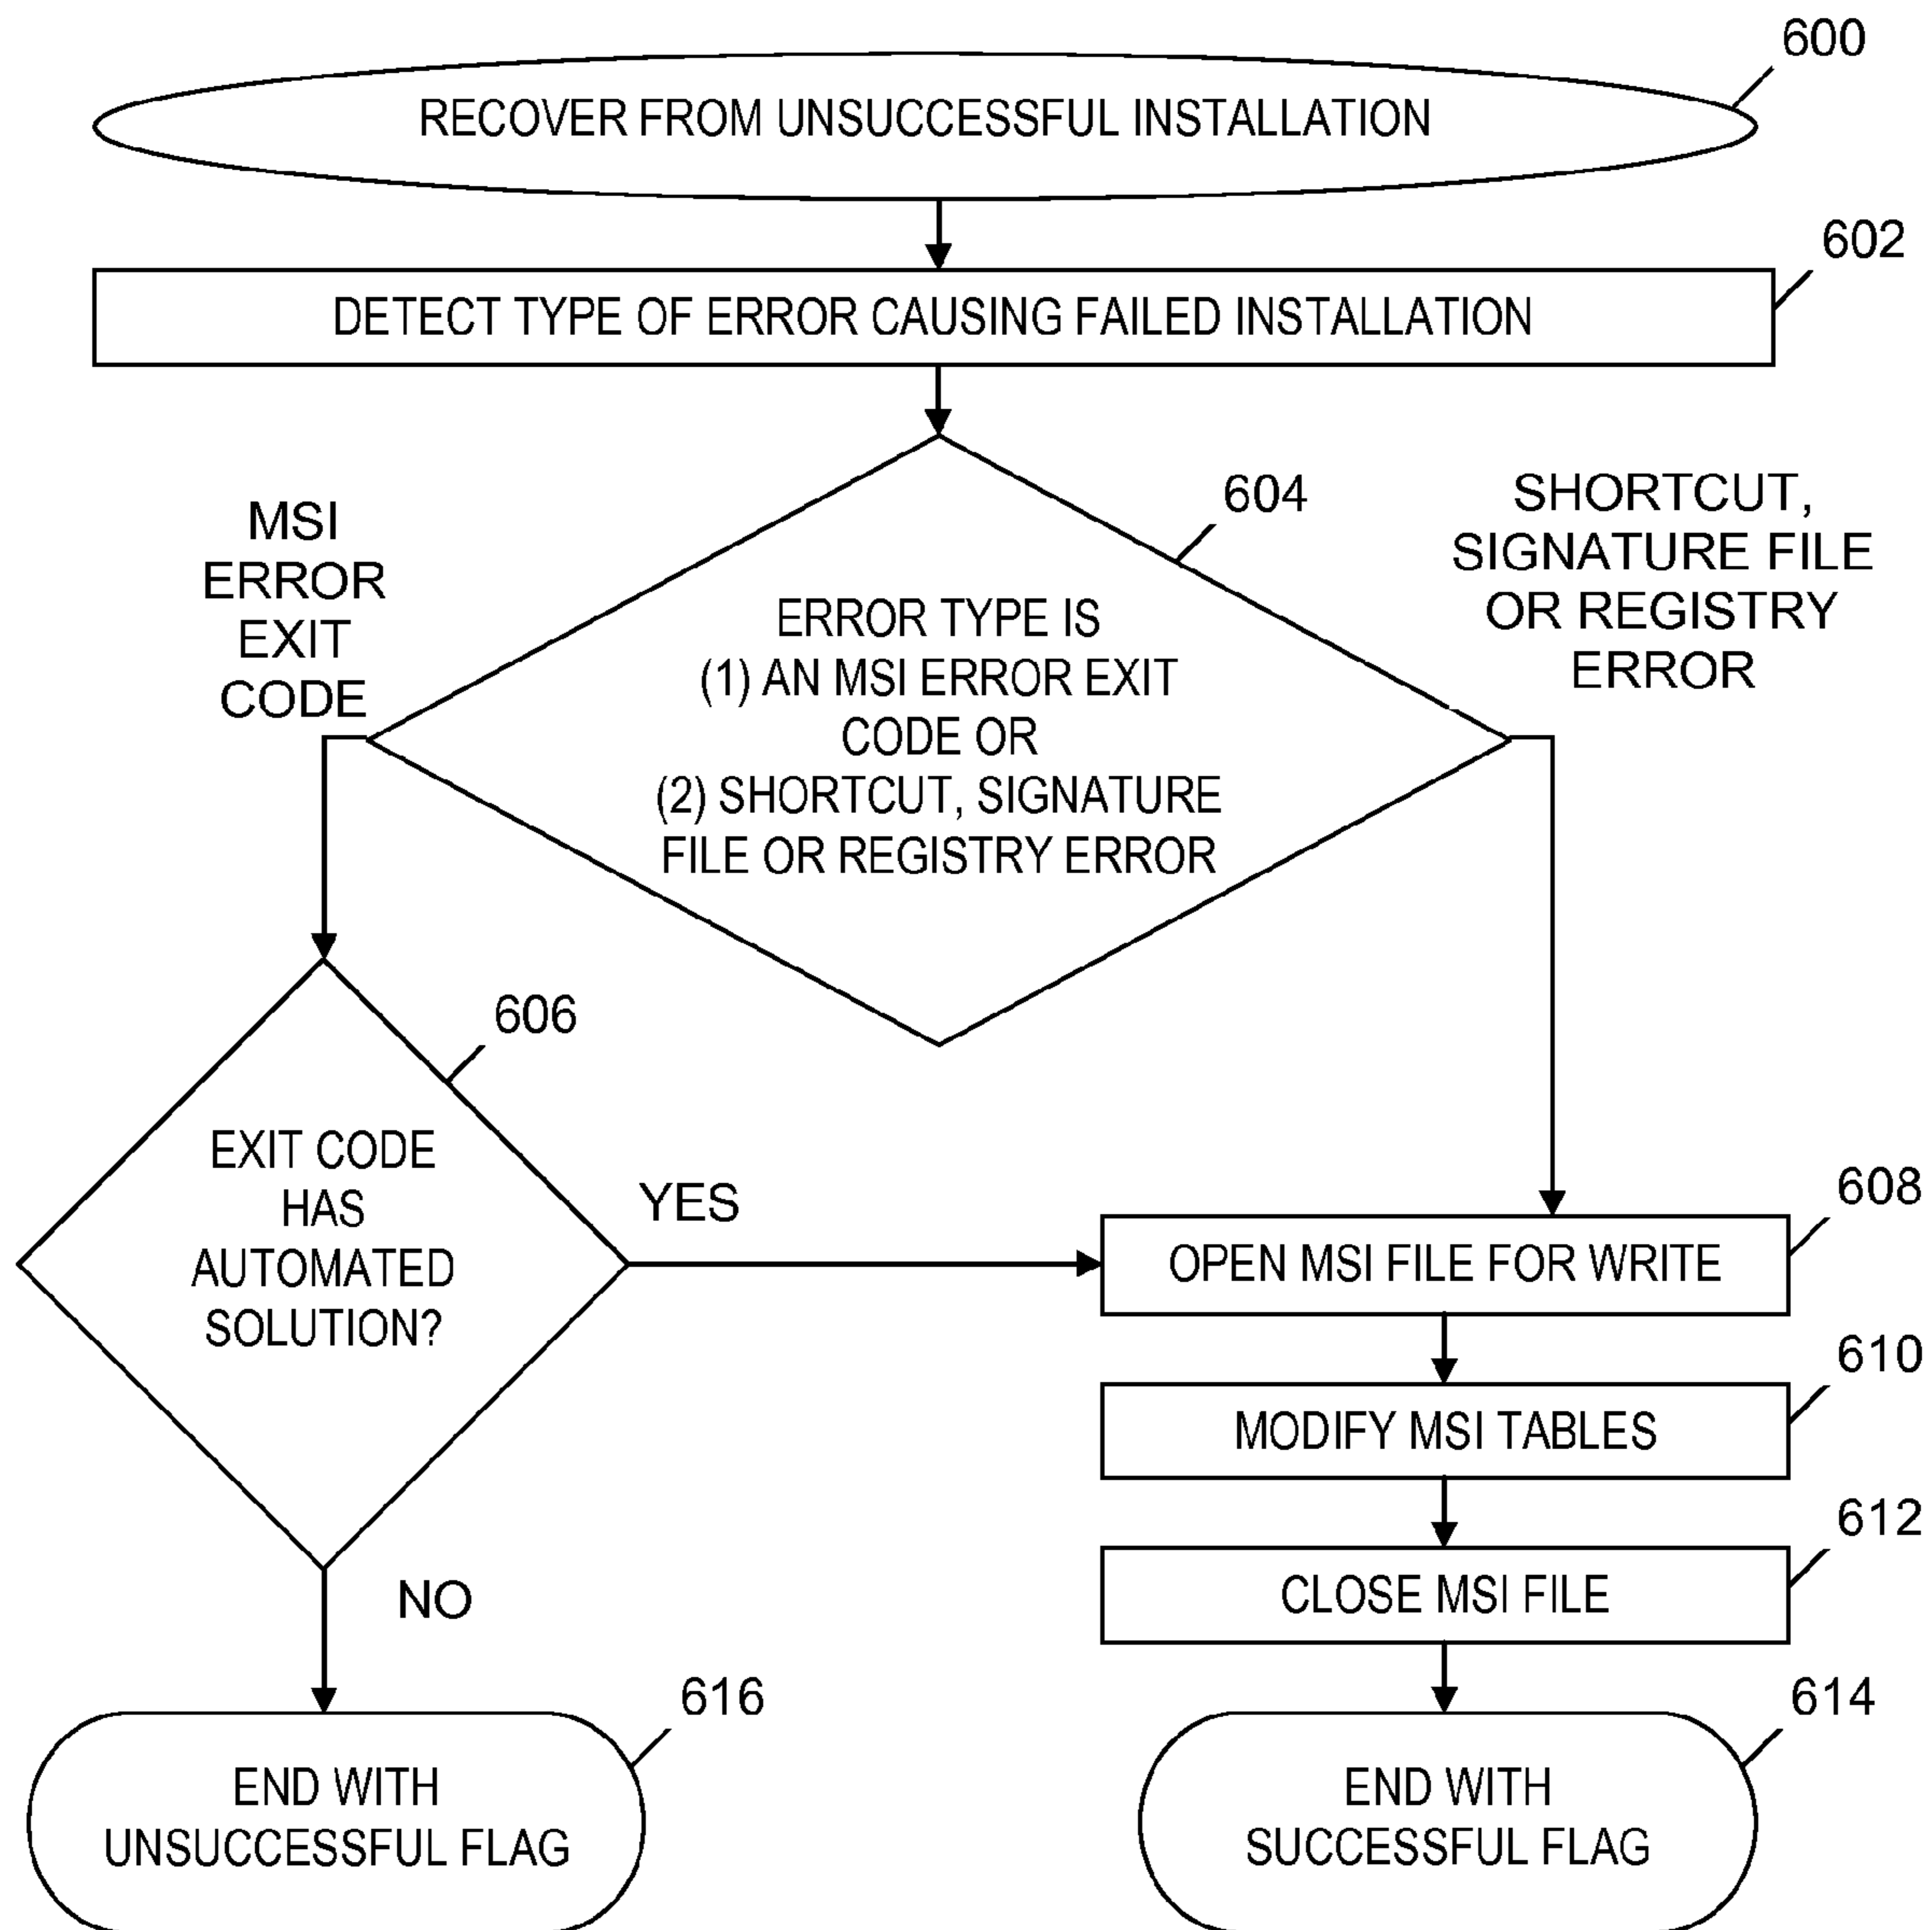 600
RECOVER FROM UNSUCCESSFUL INSTALLATION
602
DETECT TYPE OF ERROR CAUSING FAILED INSTALLATION
604
MSI
ERROR
EXIT
CODE
SHORTCUT,
SIGNATURE FILE
OR REGISTRY
ERROR
ERROR TYPE IS
(1) AN MSI ERROR EXIT
CODE OR
(2) SHORTCUT, SIGNATURE
FILE OR REGISTRY ERROR
606
EXIT CODE
HAS
AUTOMATED
SOLUTION?
YES
608
OPEN MSI FILE FOR WRITE
610
MODIFY MSI TABLES
612
CLOSE MSI FILE
NO
616
END WITH
UNSUCCESSFUL FLAG
614
END WITH
SUCCESSFUL FLAG